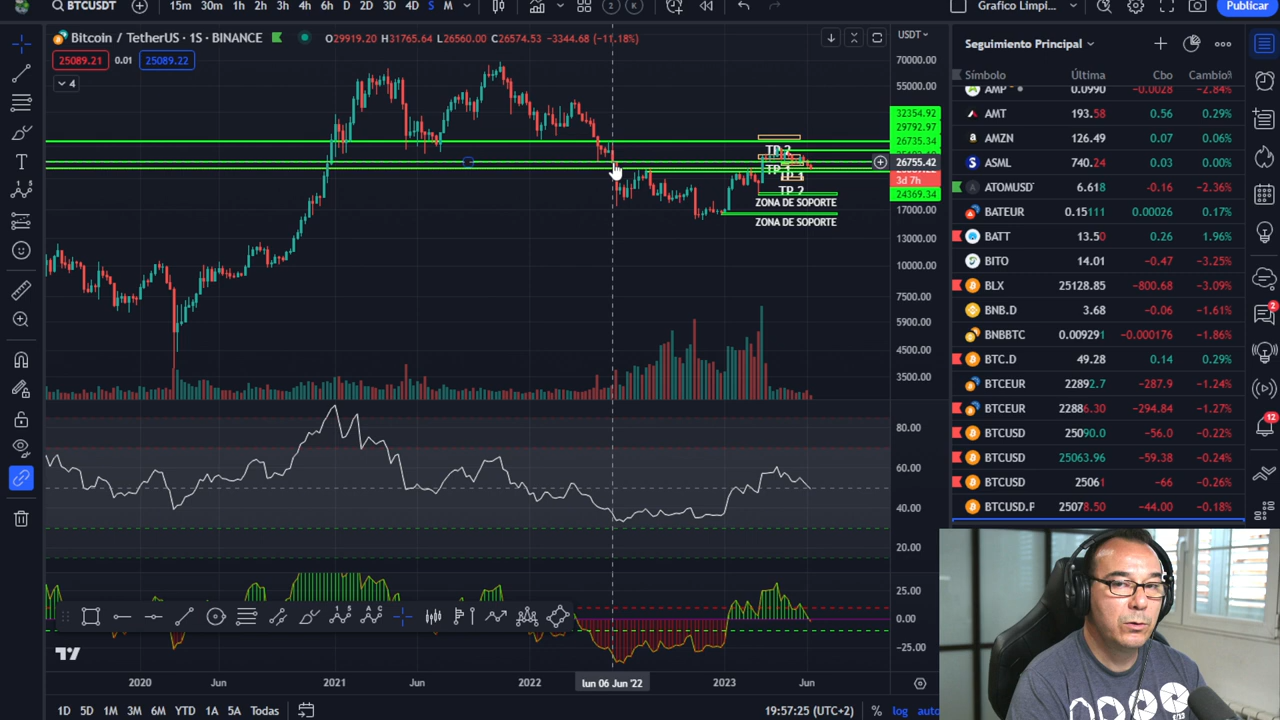 BTCUSDT
15m 30m 1h 2h 3h 4h 6h D 2D 3D 4D S M
2 K
Grafico Limpi...
Publicar
Bitcoin / TetherUS · 1S · BINANCE
O29919.20 H31765.64 L26560.00 C26574.53 −3344.68 (−11.18%)
USDT
25089.21 0.01 25089.22
4
70000.00
55000.00
32354.92
29792.97
26735.34
26755.42
3d 7h
24369.34
17000.00
13000.00
10000.00
7500.00
5900.00
4500.00
3500.00
TP 2
TP 1
TP 2
ZONA DE SOPORTE
ZONA DE SOPORTE
80.00
60.00
40.00
20.00
25.00
0.00
−25.00
2020 Jun 2021 Jun 2022 lun 06 Jun '22 2023 Jun
1D 5D 1M 3M 6M YTD 1A 5A Todas
19:57:25 (UTC+2) % log auto
Seguimiento Principal
Símbolo Última Cbo Cambio%
AMP 0.0990 -0.0028 -2.84%
AMT 193.58 0.56 0.29%
AMZN 126.49 0.07 0.06%
ASML 740.24 0.03 0.00%
ATOMUSD 6.618 -0.16 -2.36%
BATEUR 0.15111 0.00026 0.17%
BATT 13.50 0.26 1.96%
BITO 14.01 -0.47 -3.25%
BLX 25128.85 -800.68 -3.09%
BNB.D 3.68 -0.06 -1.61%
BNBBTC 0.009291 -0.000176 -1.86%
BTC.D 49.28 0.14 0.29%
BTCEUR 22892.7 -287.9 -1.24%
BTCEUR 22886.30 -294.84 -1.27%
BTCUSD 25090.0 -56.0 -0.22%
BTCUSD 25063.96 -59.38 -0.24%
BTCUSD 25061 -66 -0.26%
BTCUSD.P 25078.50 -44.00 -0.18%
2
12